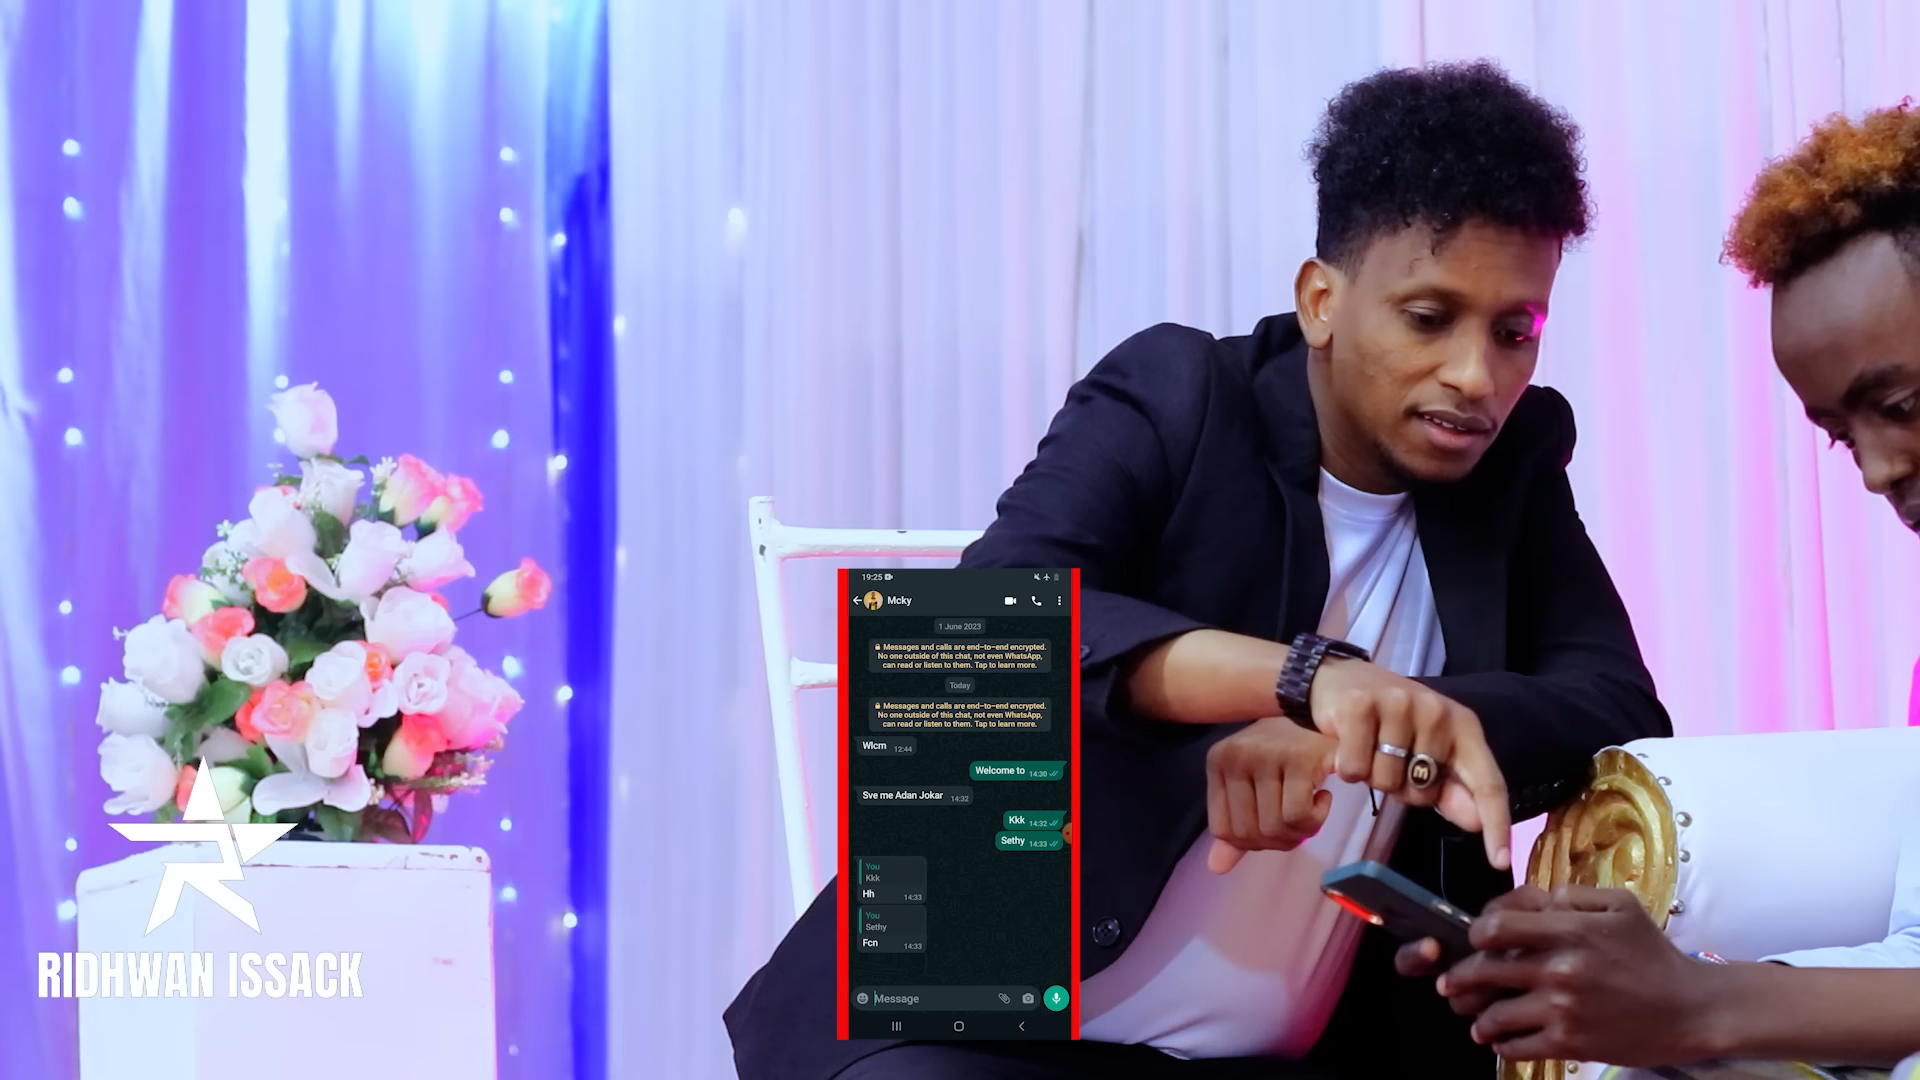 19:25
Mcky
1 June 2023
Messages and calls are end-to-end encrypted.
No one outside of this chat, not even WhatsApp,
can read or listen to them. Tap to learn more.
Today
Messages and calls are end-to-end encrypted.
No one outside of this chat, not even WhatsApp,
can read or listen to them. Tap to learn more.
Wlcm 12:44
Welcome to 14:30
Sve me Adan Jokar 14:32
Kkk 14:32
Sethy 14:33
You
Kkk
Hh 14:33
You
Sethy
Fcn 14:33
Message
m
RIDHWAN ISSACK